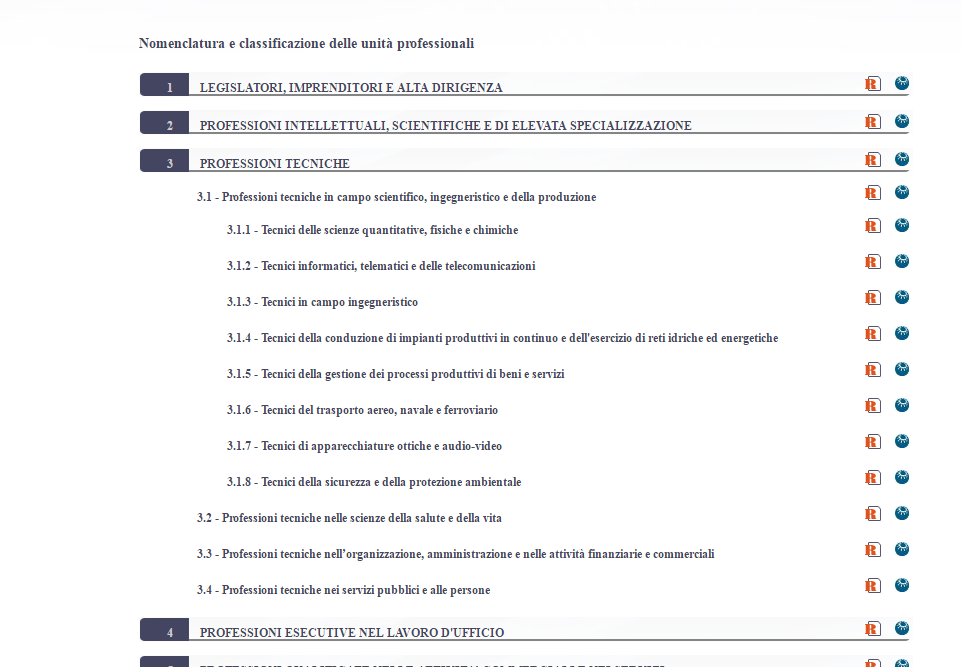 Nomenclatura e classificazione delle unità professionali
1 LEGISLATORI, IMPRENDITORI E ALTA DIRIGENZA
2 PROFESSIONI INTELLETTUALI, SCIENTIFICHE E DI ELEVATA SPECIALIZZAZIONE
3 PROFESSIONI TECNICHE
3.1 - Professioni tecniche in campo scientifico, ingegneristico e della produzione
3.1.1 - Tecnici delle scienze quantitative, fisiche e chimiche
3.1.2 - Tecnici informatici, telematici e delle telecomunicazioni
3.1.3 - Tecnici in campo ingegneristico
3.1.4 - Tecnici della conduzione di impianti produttivi in continuo e dell'esercizio di reti idriche ed energetiche
3.1.5 - Tecnici della gestione dei processi produttivi di beni e servizi
3.1.6 - Tecnici del trasporto aereo, navale e ferroviario
3.1.7 - Tecnici di apparecchiature ottiche e audio-video
3.1.8 - Tecnici della sicurezza e della protezione ambientale
3.2 - Professioni tecniche nelle scienze della salute e della vita
3.3 - Professioni tecniche nell’organizzazione, amministrazione e nelle attività finanziarie e commerciali
3.4 - Professioni tecniche nei servizi pubblici e alle persone
4 PROFESSIONI ESECUTIVE NEL LAVORO D'UFFICIO